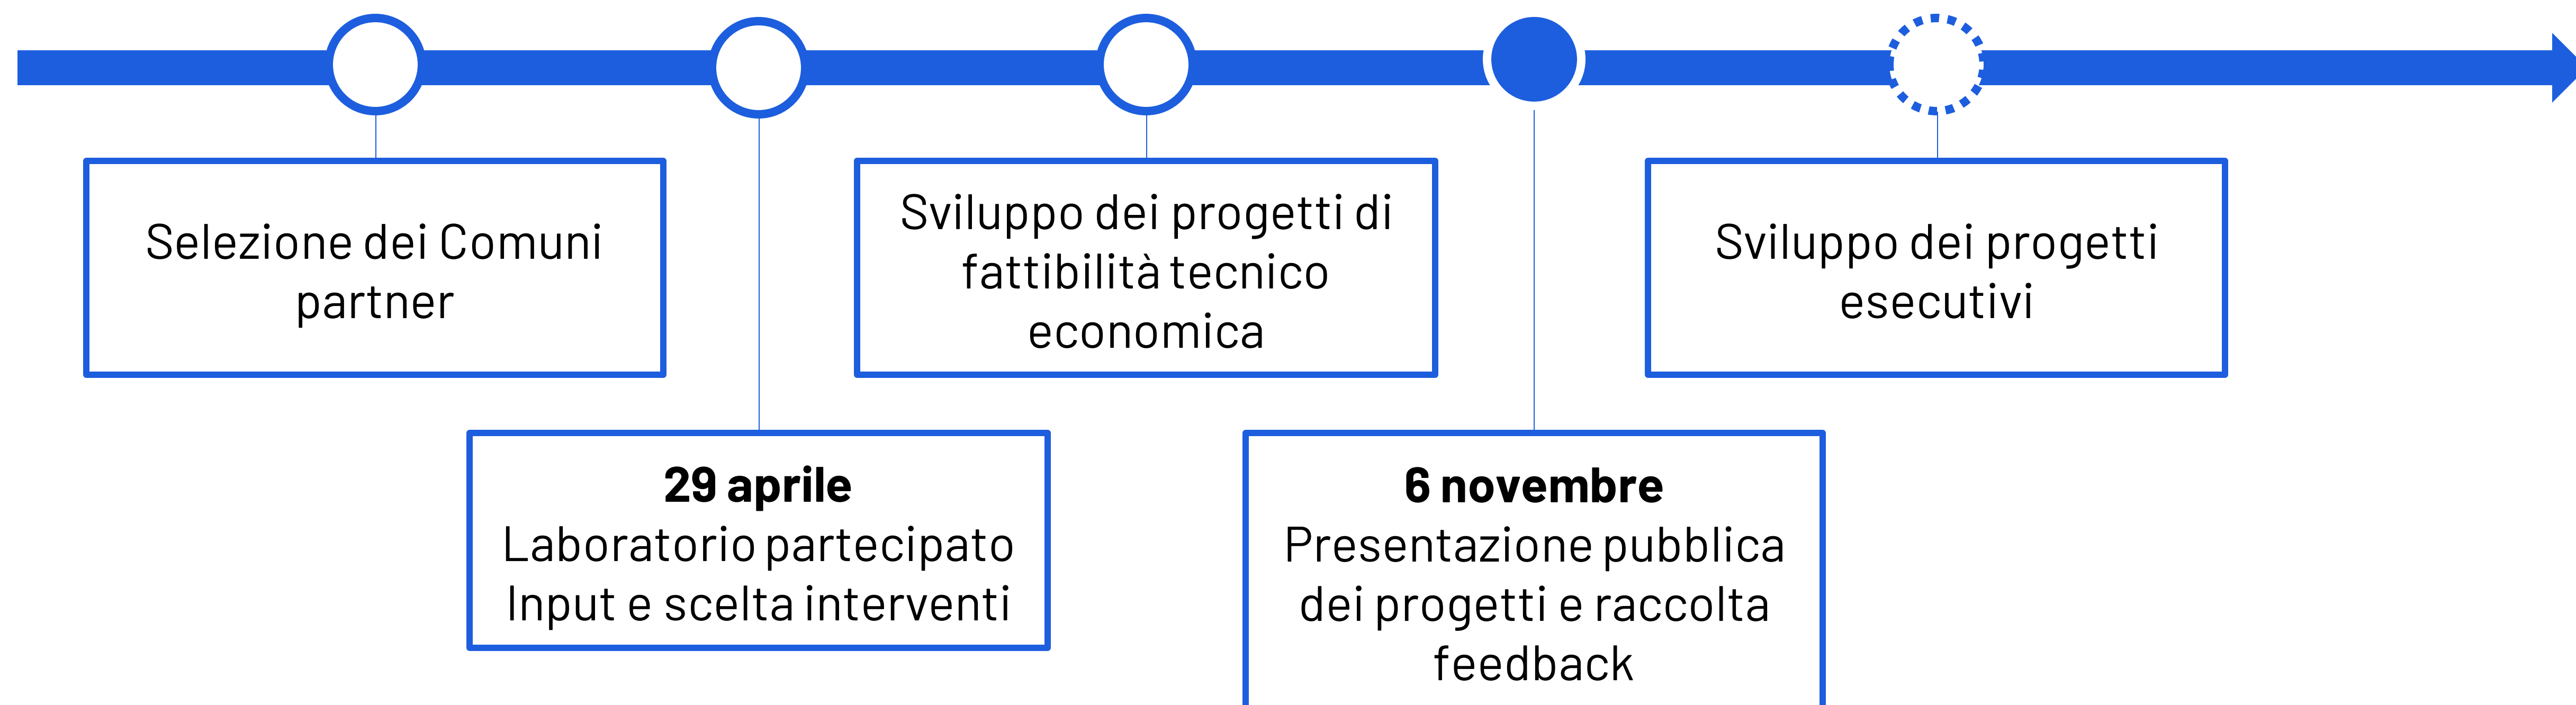 Selezione dei Comuni
partner
29 aprile
Laboratorio partecipato
Input e scelta interventi
Sviluppo dei progetti di
fattibilità tecnico
economica
6 novembre
Presentazione pubblica
dei progetti e raccolta
feedback
Sviluppo dei progetti
esecutivi